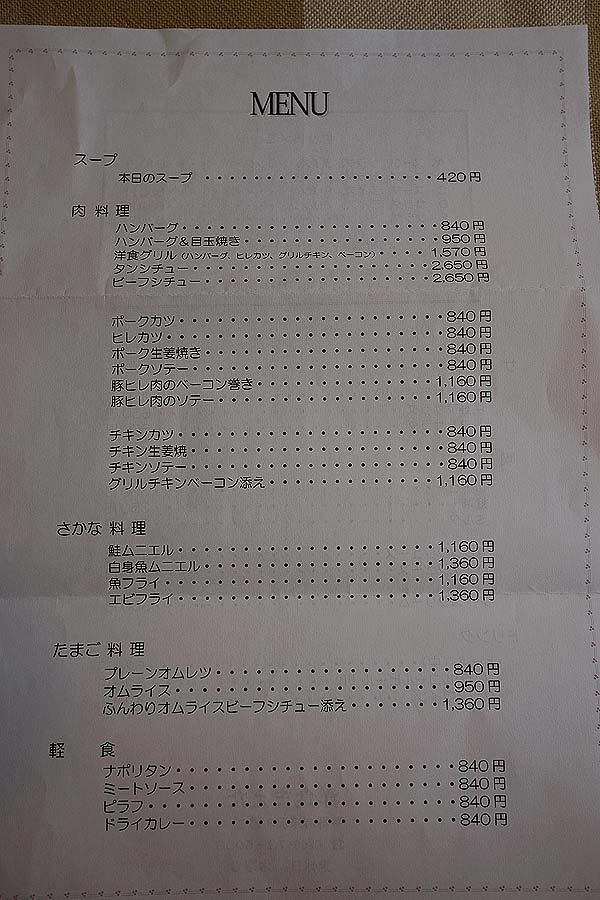 MENU
スープ
本日のスープ・・・・・・・・・・・・・・・・・・420円
肉 料 理
ハンバーグ・・・・・・・・・・・・・・・・・・・・840円
ハンバーグ＆目玉焼き・・・・・・・・・・・・・・・950円
洋食グリル（ハンバーグ、ヒレカツ、グリルチキン、ベーコン）・・・・1,570円
タンシチュー・・・・・・・・・・・・・・・・・・2,650円
ビーフシチュー・・・・・・・・・・・・・・・・・2,650円
ポークカツ・・・・・・・・・・・・・・・・・・・・840円
ヒレカツ・・・・・・・・・・・・・・・・・・・・・840円
ポーク生姜焼き・・・・・・・・・・・・・・・・・・840円
ポークソテー・・・・・・・・・・・・・・・・・・・840円
豚ヒレ肉のベーコン巻き・・・・・・・・・・・・・1,160円
豚ヒレ肉のソテー・・・・・・・・・・・・・・・・1,160円
チキンカツ・・・・・・・・・・・・・・・・・・・・840円
チキン生姜焼・・・・・・・・・・・・・・・・・・・840円
チキンソテー・・・・・・・・・・・・・・・・・・・840円
グリルチキンベーコン添え・・・・・・・・・・・・1,160円
さかな 料 理
鮭ムニエル・・・・・・・・・・・・・・・・・・・1,160円
白身魚ムニエル・・・・・・・・・・・・・・・・・1,360円
魚フライ・・・・・・・・・・・・・・・・・・・・1,160円
エビフライ・・・・・・・・・・・・・・・・・・・1,360円
たまご 料 理
プレーンオムレツ・・・・・・・・・・・・・・・・・840円
オムライス・・・・・・・・・・・・・・・・・・・・950円
ふんわりオムライスビーフシチュー添え・・・・・・・1,360円
軽　食
ナポリタン・・・・・・・・・・・・・・・・・・・・840円
ミートソース・・・・・・・・・・・・・・・・・・・840円
ピラフ・・・・・・・・・・・・・・・・・・・・・・840円
ドライカレー・・・・・・・・・・・・・・・・・・・840円